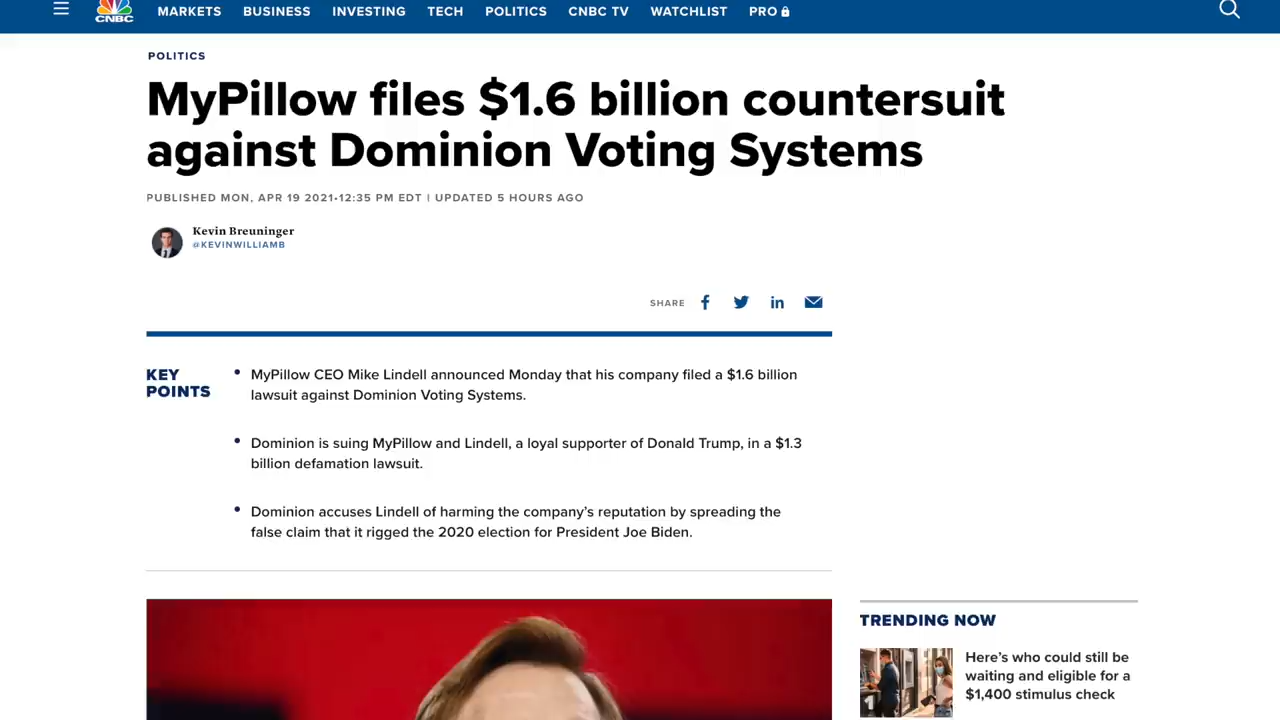 CNBC
MARKETS BUSINESS INVESTING TECH POLITICS CNBC TV WATCHLIST PRO
POLITICS
MyPillow files $1.6 billion countersuit
against Dominion Voting Systems
PUBLISHED MON, APR 19 2021•12:35 PM EDT | UPDATED 5 HOURS AGO
Kevin Breuninger
@KEVINWILLIAMB
SHARE
KEY
POINTS
• MyPillow CEO Mike Lindell announced Monday that his company filed a $1.6 billion
lawsuit against Dominion Voting Systems.
• Dominion is suing MyPillow and Lindell, a loyal supporter of Donald Trump, in a $1.3
billion defamation lawsuit.
• Dominion accuses Lindell of harming the company’s reputation by spreading the
false claim that it rigged the 2020 election for President Joe Biden.
TRENDING NOW
Here’s who could still be
waiting and eligible for a
$1,400 stimulus check